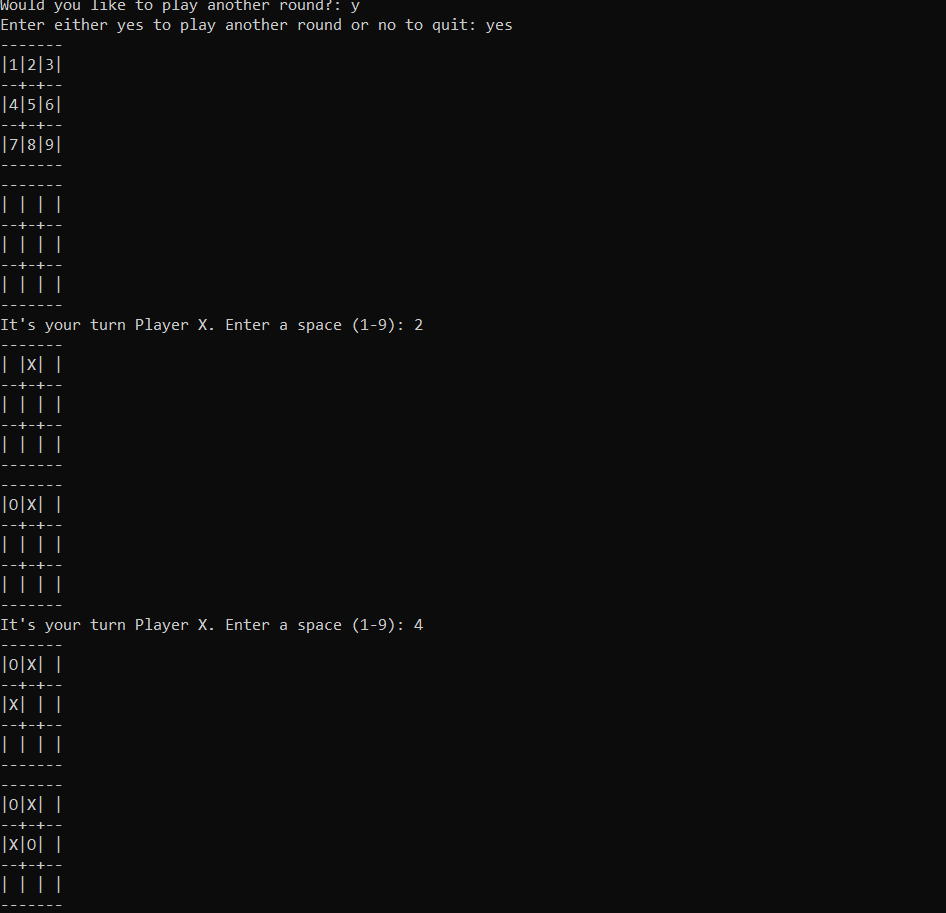 Would you like to play another round?: y
Enter either yes to play another round or no to quit: yes
-------
|1|2|3|
--+-+--
|4|5|6|
--+-+--
|7|8|9|
-------
-------
| | | |
--+-+--
| | | |
--+-+--
| | | |
-------
It's your turn Player X. Enter a space (1-9): 2
-------
| |X| |
--+-+--
| | | |
--+-+--
| | | |
-------
-------
|O|X| |
--+-+--
| | | |
--+-+--
| | | |
-------
It's your turn Player X. Enter a space (1-9): 4
-------
|O|X| |
--+-+--
|X| | |
--+-+--
| | | |
-------
-------
|O|X| |
--+-+--
|X|O| |
--+-+--
| | | |
-------